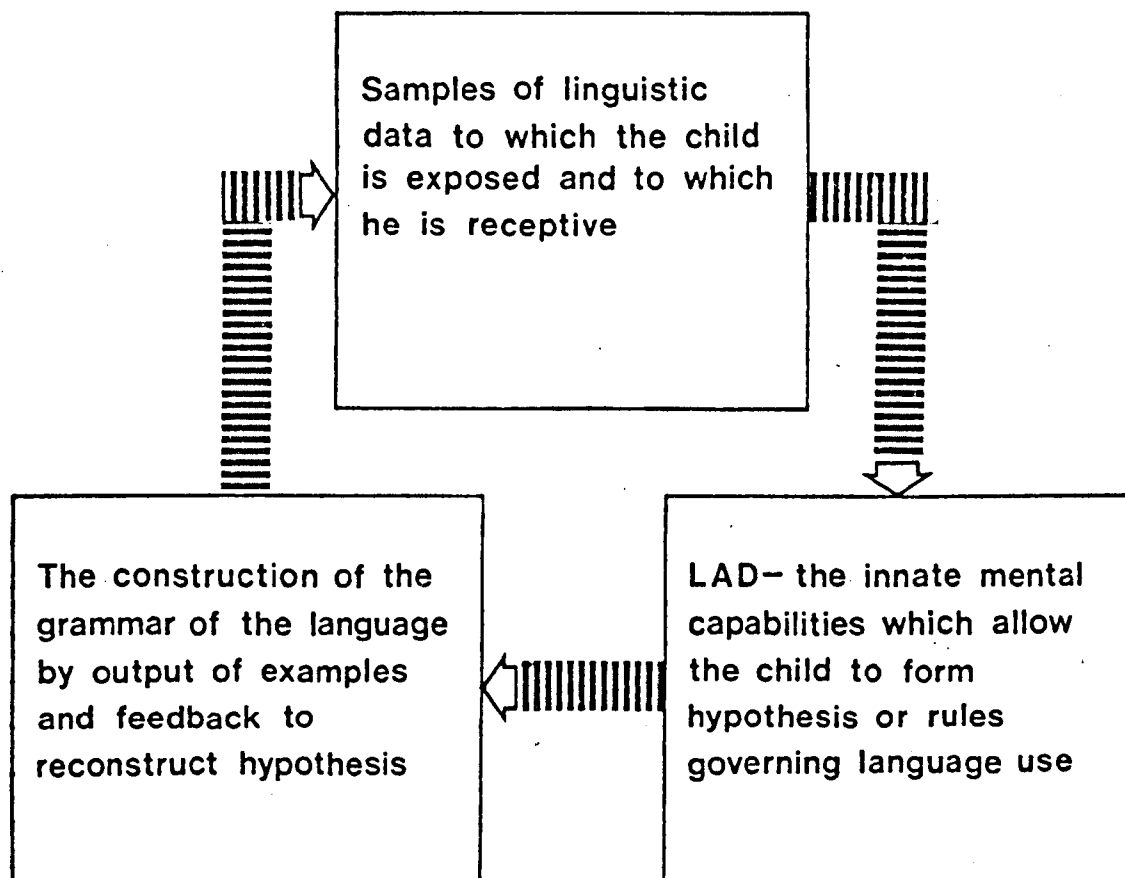 Samples of linguistic
data to which the child
is exposed and to which
he is receptive
The construction of the
grammar of the language
by output of examples
and feedback to
reconstruct hypothesis
LAD— the innate mental
capabilities which allow
the child to form
hypothesis or rules
governing language use